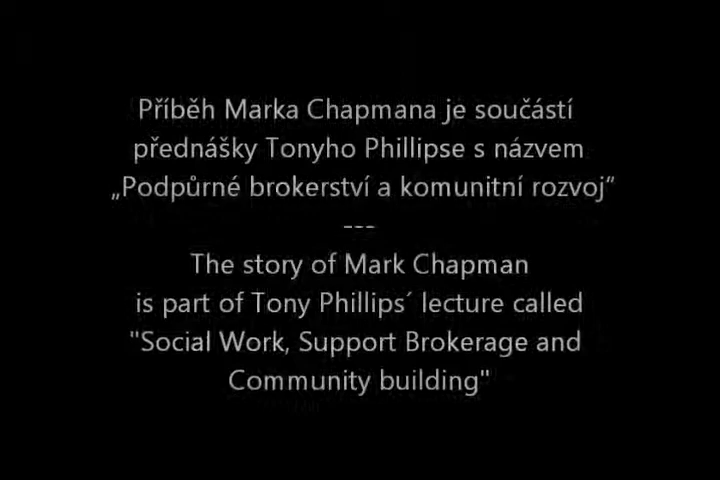 Příběh Marka Chapmana je součástí
přednášky Tonyho Phillipse s názvem
„Podpůrné brokerství a komunitní rozvoj“
---
The story of Mark Chapman
is part of Tony Phillips´ lecture called
"Social Work, Support Brokerage and
Community building"